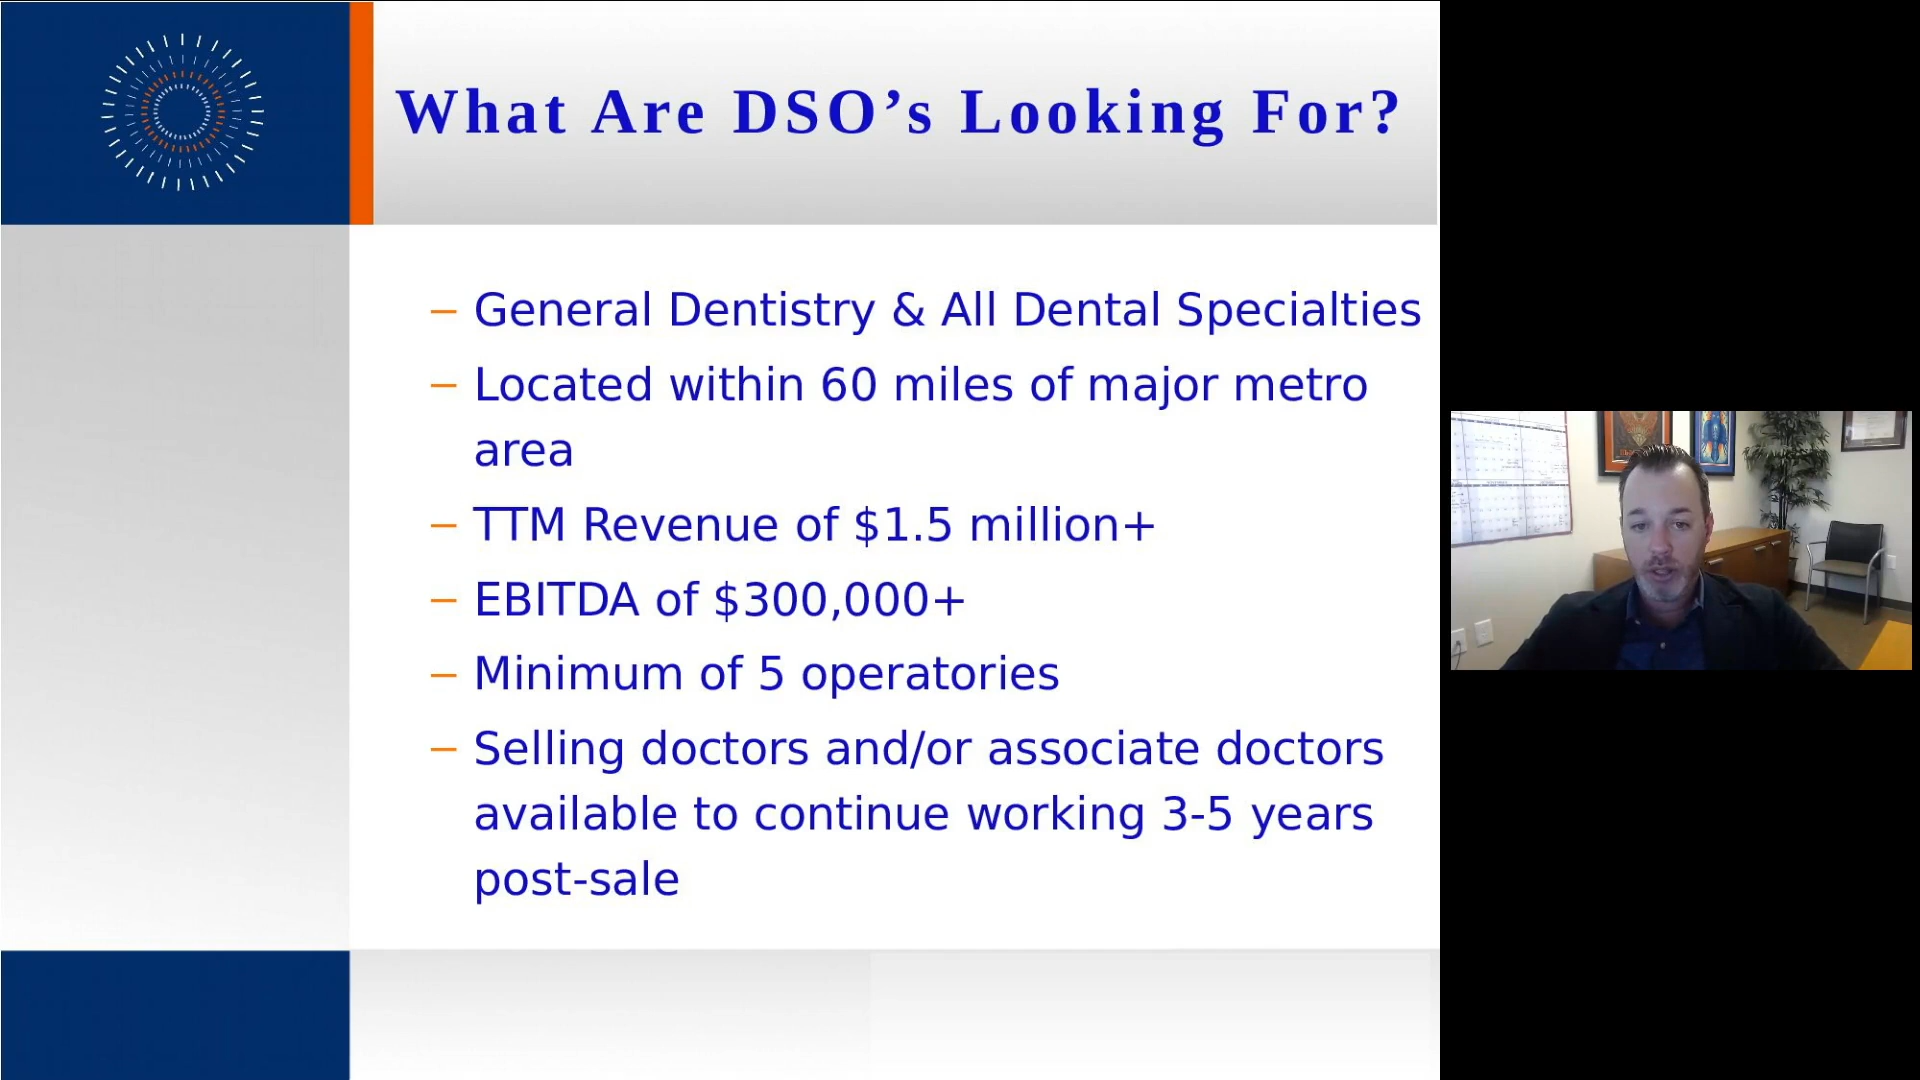 What Are DSO’s Looking For?
– General Dentistry & All Dental Specialties
– Located within 60 miles of major metro
area
– TTM Revenue of $1.5 million+
– EBITDA of $300,000+
– Minimum of 5 operatories
– Selling doctors and/or associate doctors
available to continue working 3-5 years
post-sale